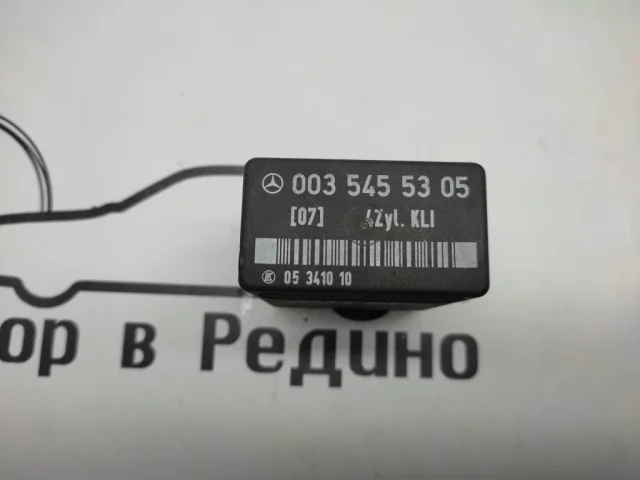 003 545 53 05
[07] 4Zyl. KLI
05 3410 10
ор в Редино